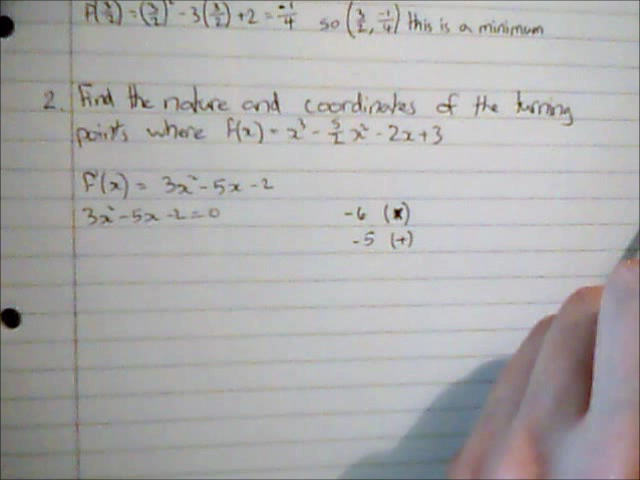 f(3/2) = (3/2)² - 3(3/2) + 2 = -1/4 so (3/2, -1/4) this is a minimum
2. Find the nature and coordinates of the turning
points where f(x) = x³ - 5/2 x² - 2x + 3
f'(x) = 3x² - 5x - 2
3x² - 5x - 2 = 0 -6 (×)
-5 (+)